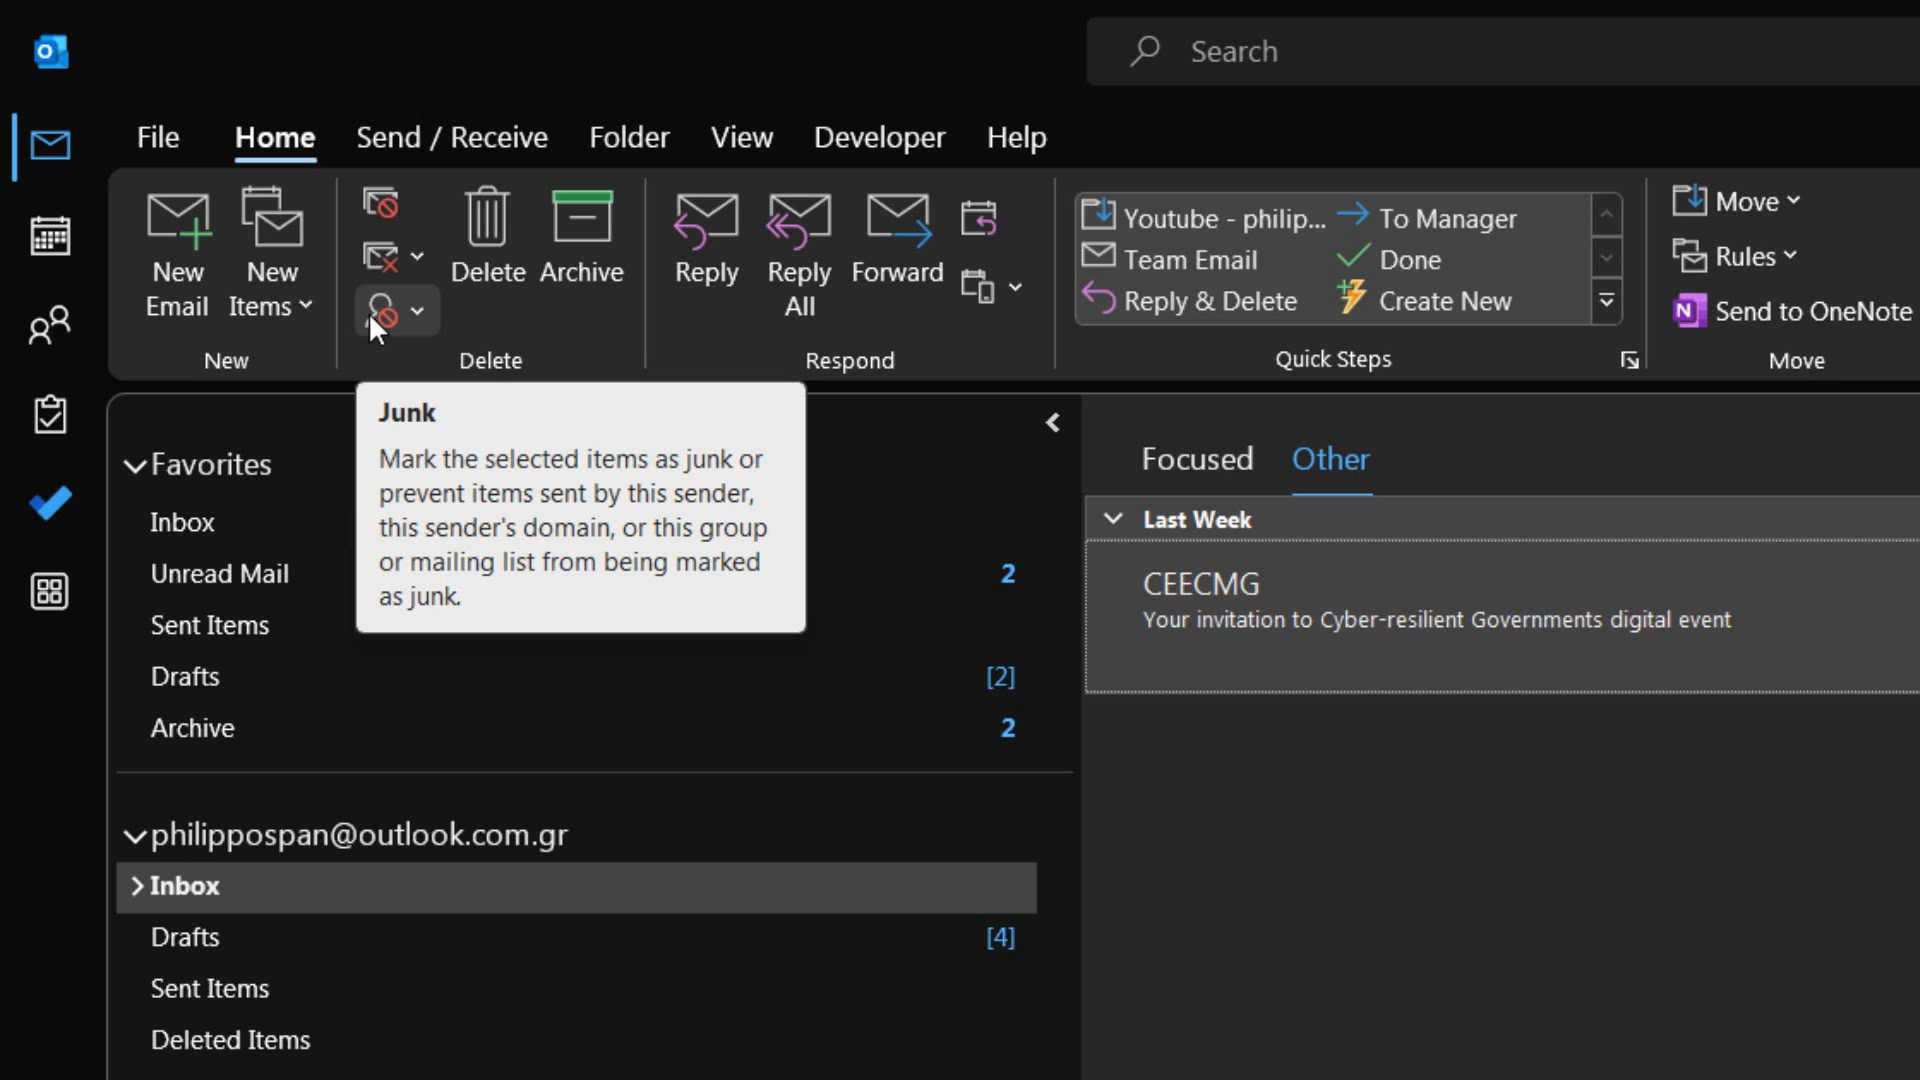 Search
File Home Send / Receive Folder View Developer Help
New Email
New Items
New
Delete
Archive
Delete
Reply
Reply All
Forward
Respond
Youtube - philip...
To Manager
Team Email
Done
Reply & Delete
Create New
Quick Steps
Move
Rules
Send to OneNote
Move
Junk
Mark the selected items as junk or
prevent items sent by this sender,
this sender's domain, or this group
or mailing list from being marked
as junk.
Favorites
Inbox
Unread Mail 2
Sent Items
Drafts [2]
Archive 2
philippospan@outlook.com.gr
Inbox
Drafts [4]
Sent Items
Deleted Items
Focused Other
Last Week
CEECMG
Your invitation to Cyber-resilient Governments digital event